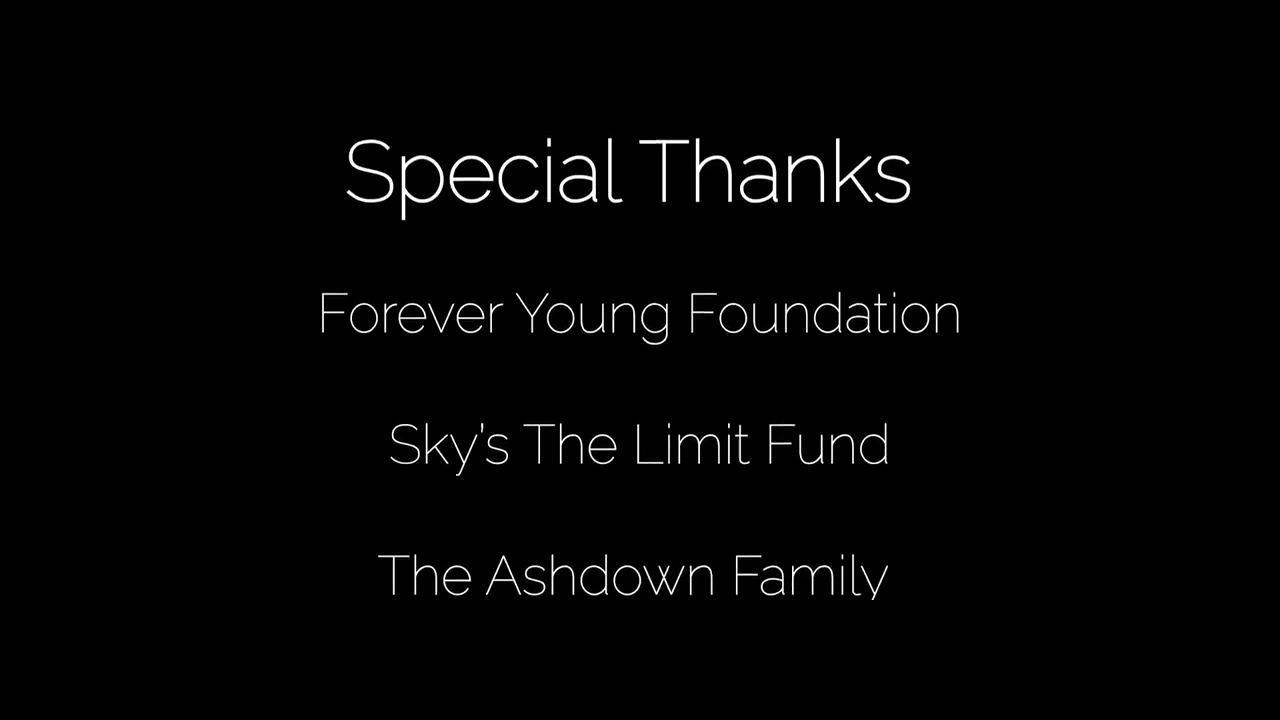 Special Thanks
Forever Young Foundation
Sky's The Limit Fund
The Ashdown Family